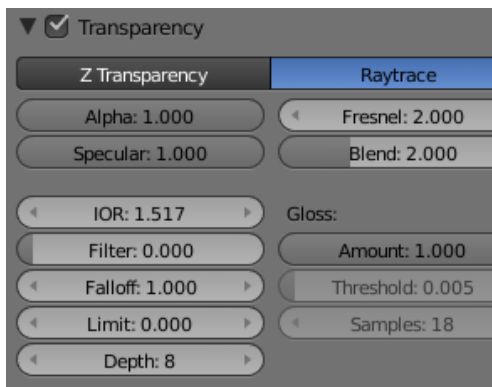 Transparency
Z Transparency Raytrace
Alpha: 1.000 Fresnel: 2.000
Specular: 1.000 Blend: 2.000
IOR: 1.517 Gloss:
Filter: 0.000 Amount: 1.000
Falloff: 1.000 Threshold: 0.005
Limit: 0.000 Samples: 18
Depth: 8